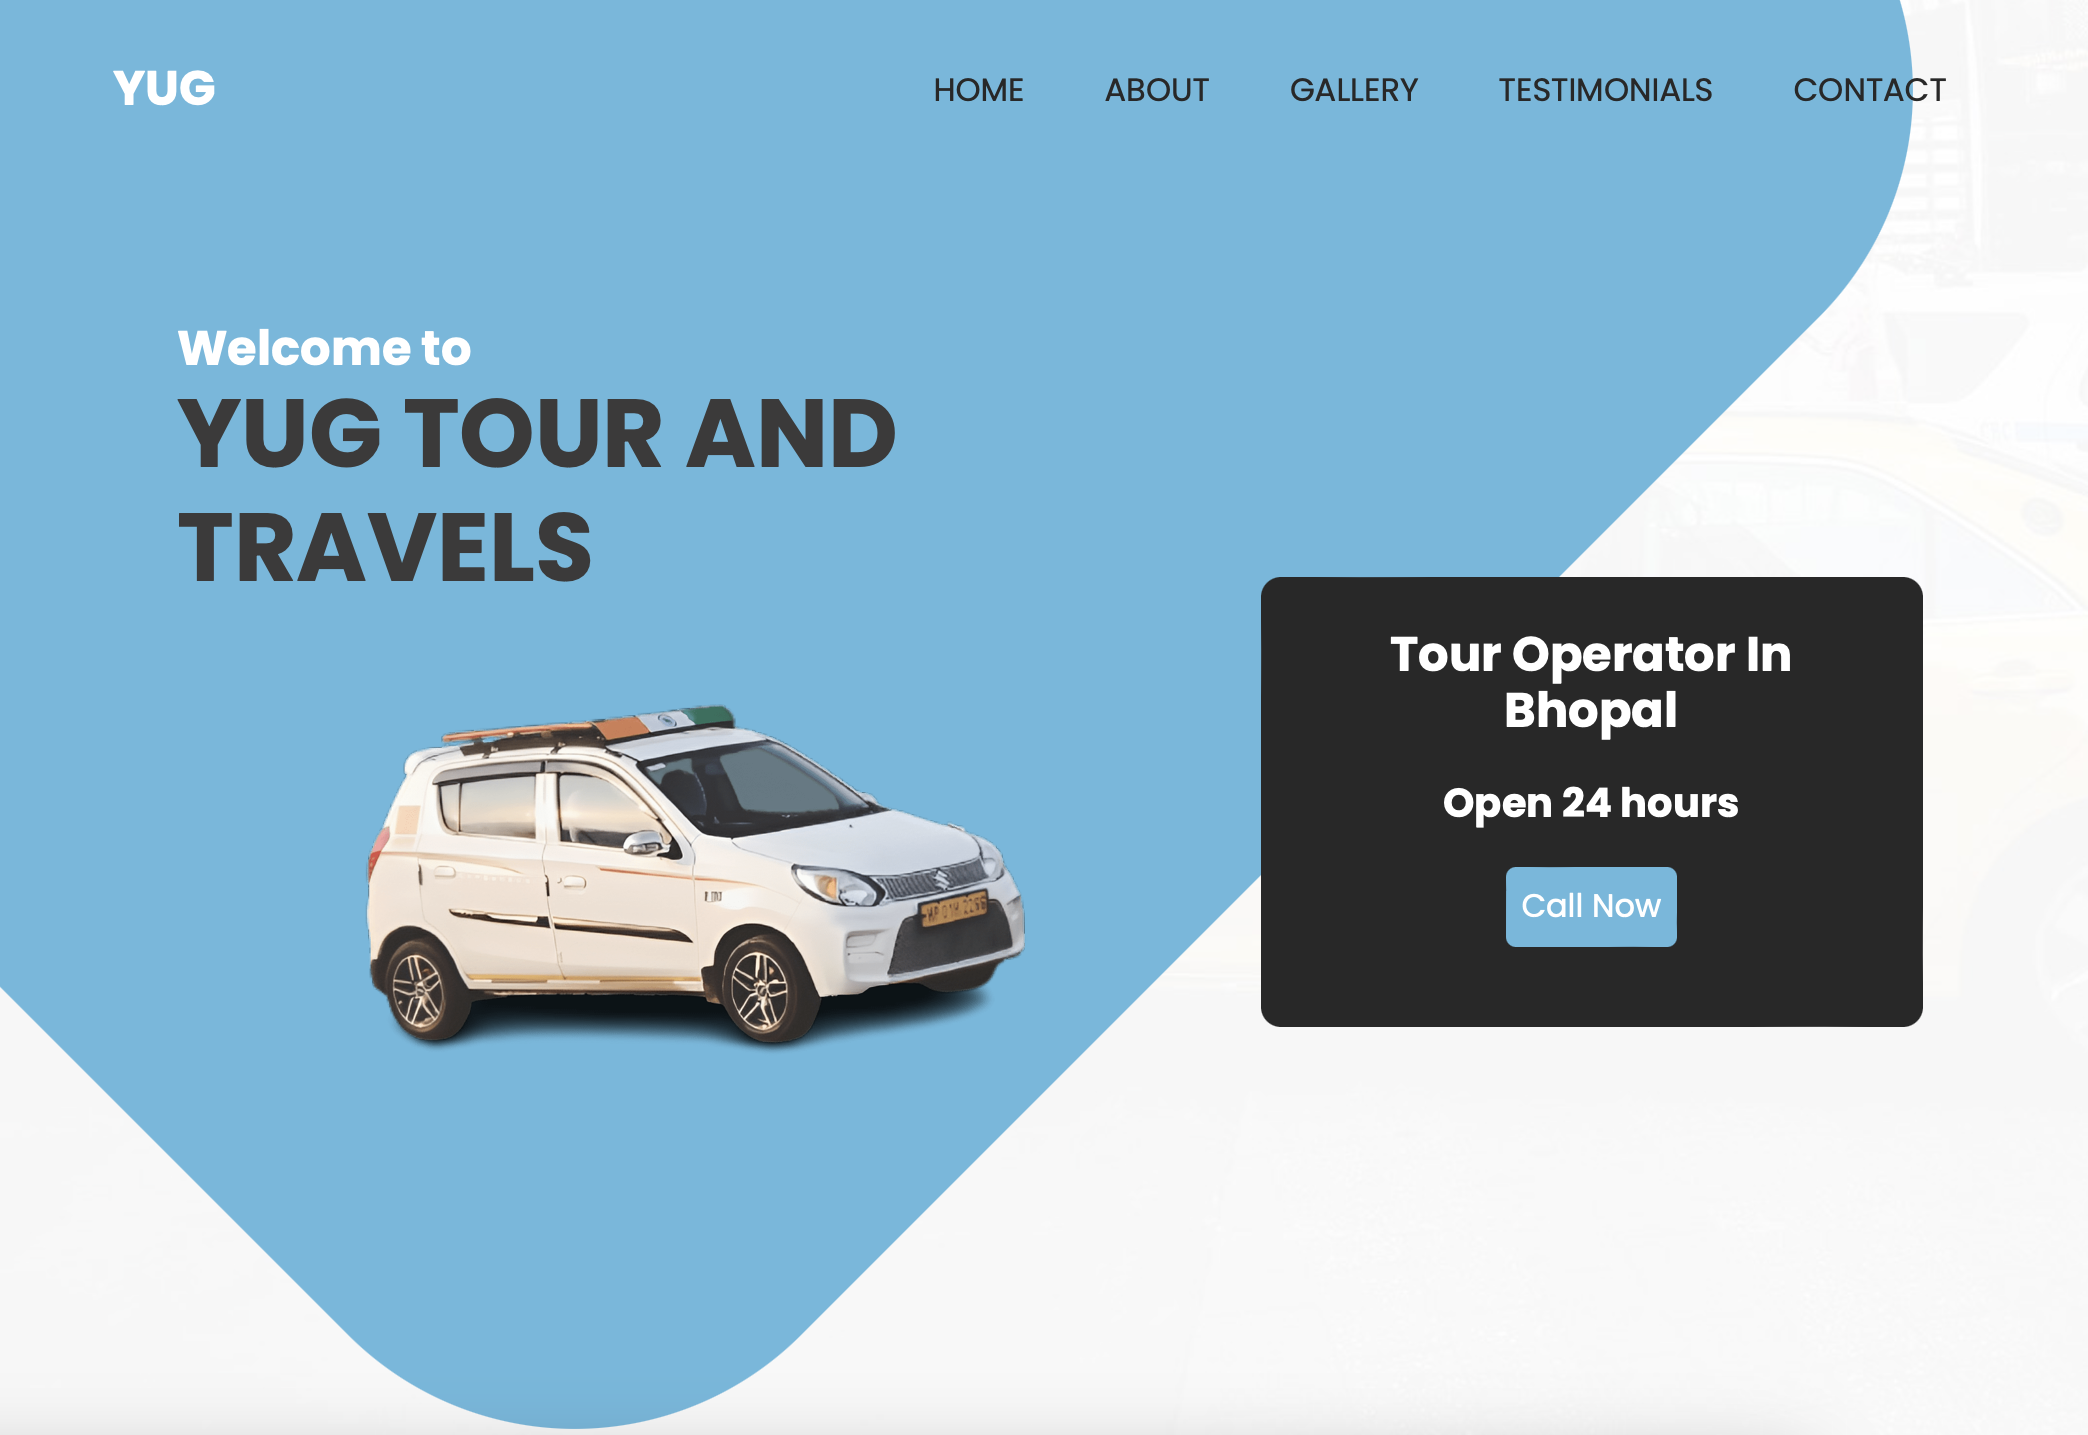 YUG
HOME ABOUT GALLERY TESTIMONIALS CONTACT
Welcome to
YUG TOUR AND
TRAVELS
Tour Operator In
Bhopal
Open 24 hours
Call Now